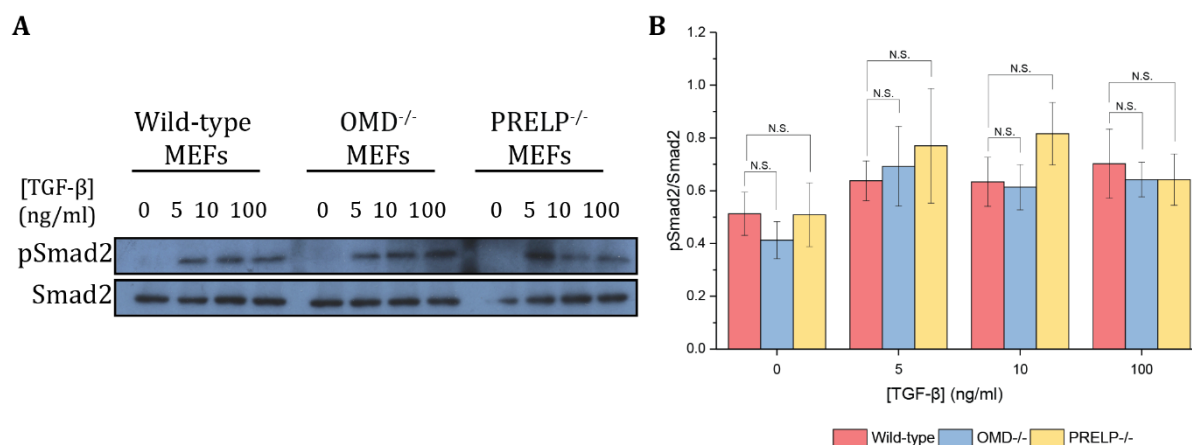 A
Wild-type MEFs
OMD-/- MEFs
PRELP-/- MEFs
[TGF-β] (ng/ml)
0 5 10 100
0 5 10 100
0 5 10 100
pSmad2
Smad2
B
pSmad2/Smad2
1.2
1.0
0.8
0.6
0.4
0.2
0.0
N.S.
N.S.
N.S.
N.S.
N.S.
N.S.
N.S.
N.S.
0 5 10 100
[TGF-β] (ng/ml)
Wild-type OMD-/- PRELP-/-